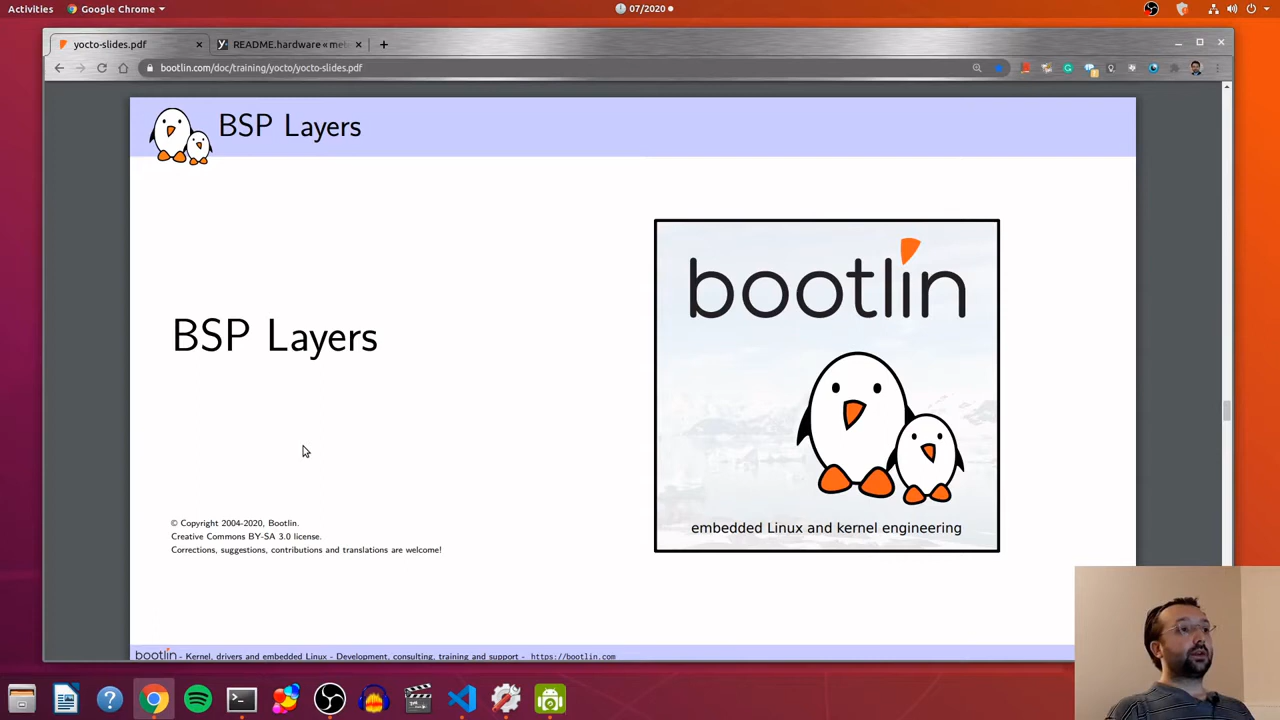 Activities
Google Chrome
07/2020
yocto-slides.pdf
README.hardware « met
bootlin.com/doc/training/yocto/yocto-slides.pdf
BSP Layers
BSP Layers
bootlin
embedded Linux and kernel engineering
© Copyright 2004-2020, Bootlin.
Creative Commons BY-SA 3.0 license.
Corrections, suggestions, contributions and translations are welcome!
bootlin - Kernel, drivers and embedded Linux - Development, consulting, training and support - https://bootlin.com